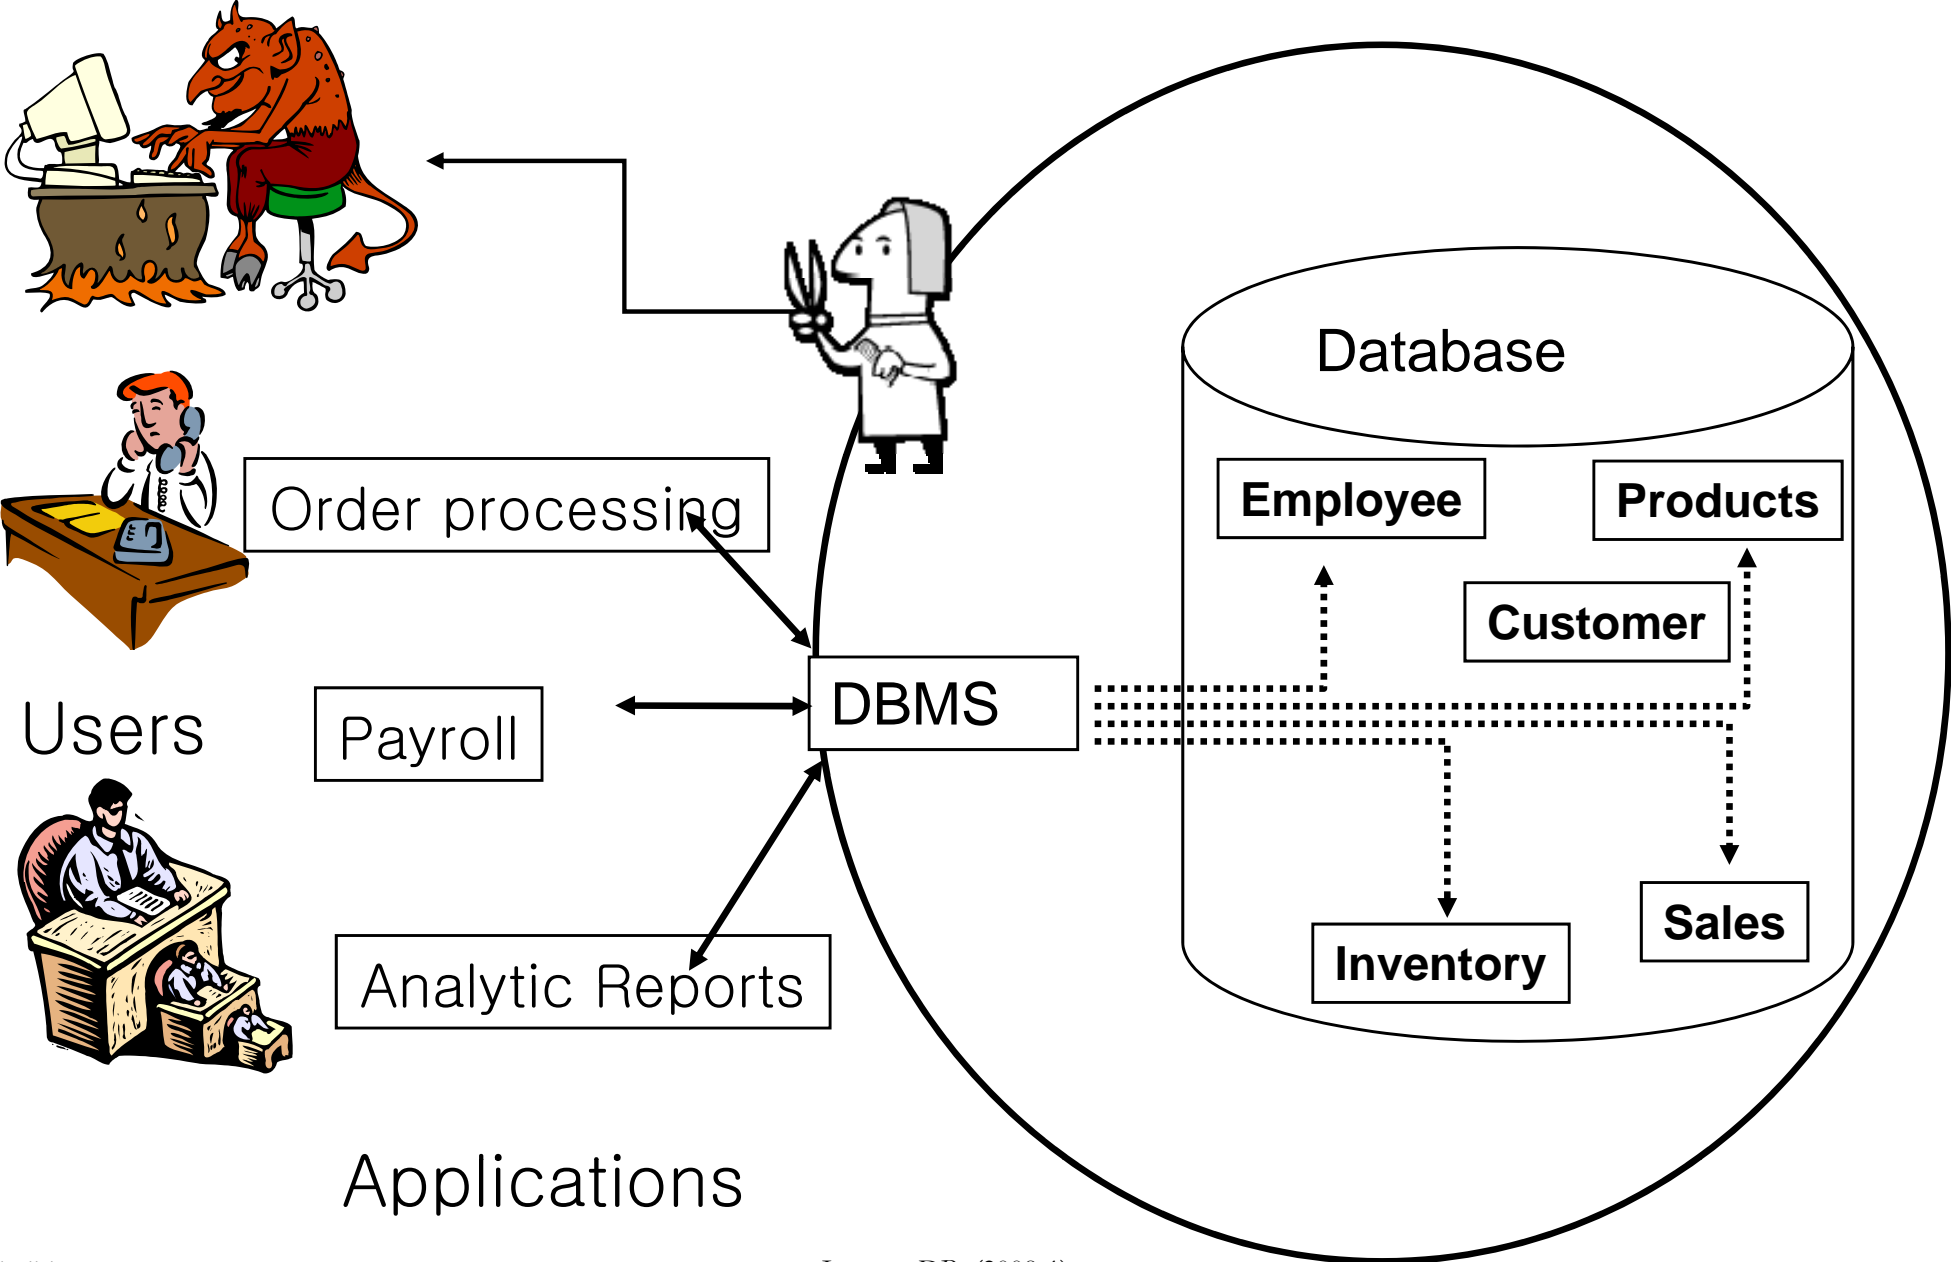 Database
Employee
Products
Order processing
Customer
DBMS
Users
Payroll
Sales
Inventory
Analytic Reports
Applications